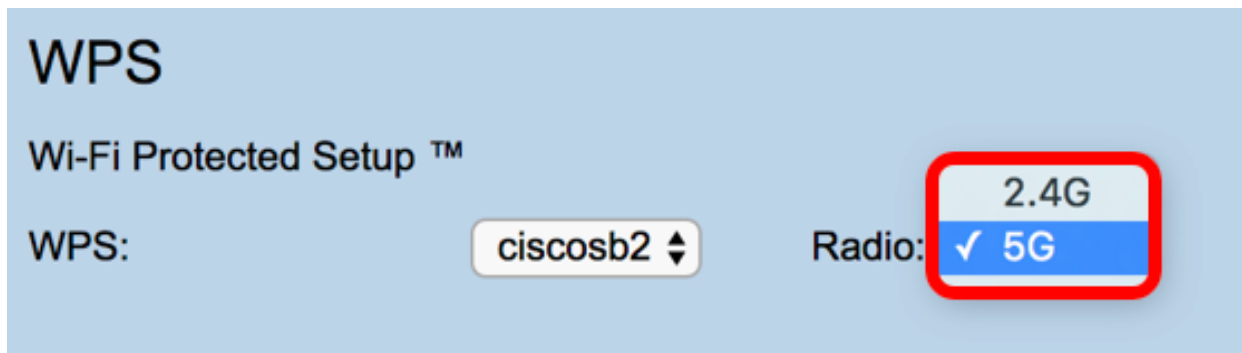 WPS
Wi-Fi Protected Setup ™
2.4G
WPS: ciscosb2 Radio: ✓ 5G